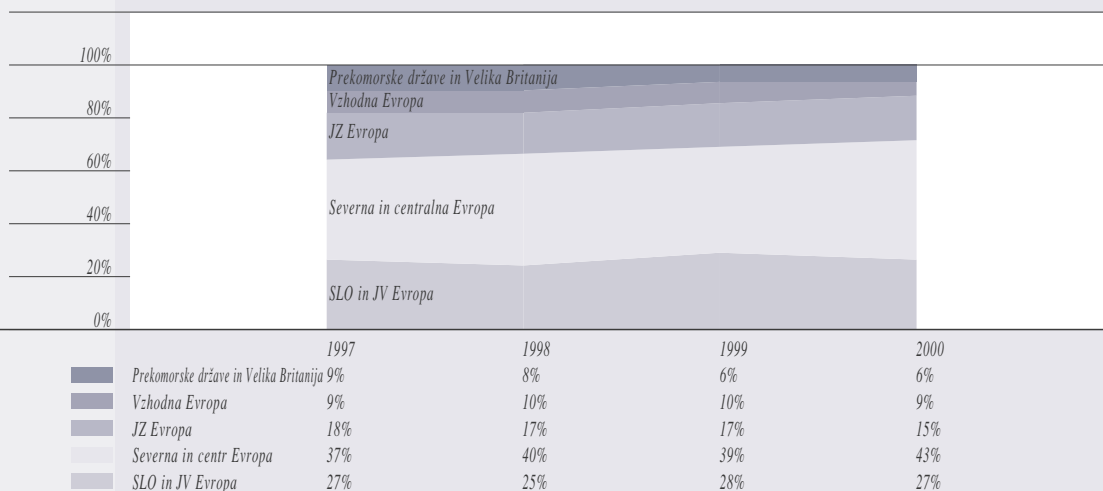 100%
Prekomorske države in Velika Britanija
Vzhodna Evropa
80%
JZ Evropa
60%
Severna in centralna Evropa
40%
20%
SLO in JV Evropa
0%
1997 1998 1999 2000
Prekomorske države in Velika Britanija 9% 8% 6% 6%
Vzhodna Evropa 9% 10% 10% 9%
JZ Evropa 18% 17% 17% 15%
Severna in centr Evropa 37% 40% 39% 43%
SLO in JV Evropa 27% 25% 28% 27%